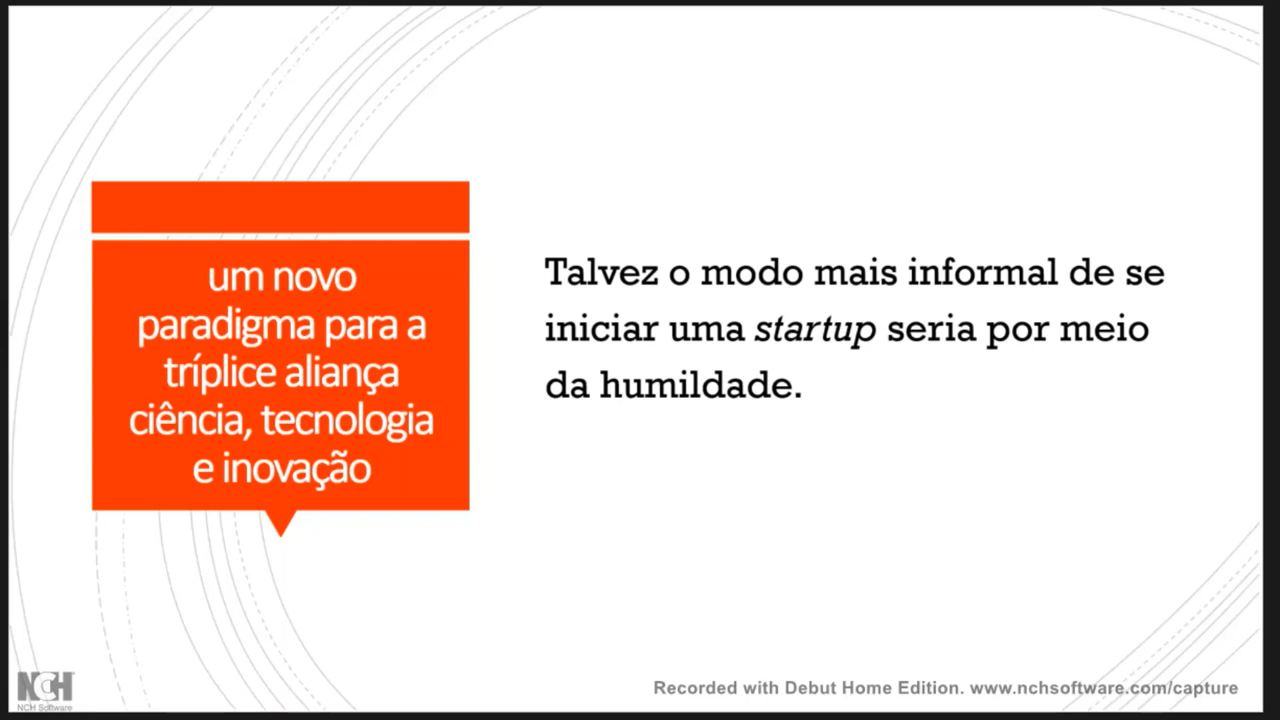 um novo
paradigma para a
tríplice aliança
ciência, tecnologia
e inovação
Talvez o modo mais informal de se
iniciar uma startup seria por meio
da humildade.
NCH
NCH Software
Recorded with Debut Home Edition. www.nchsoftware.com/capture